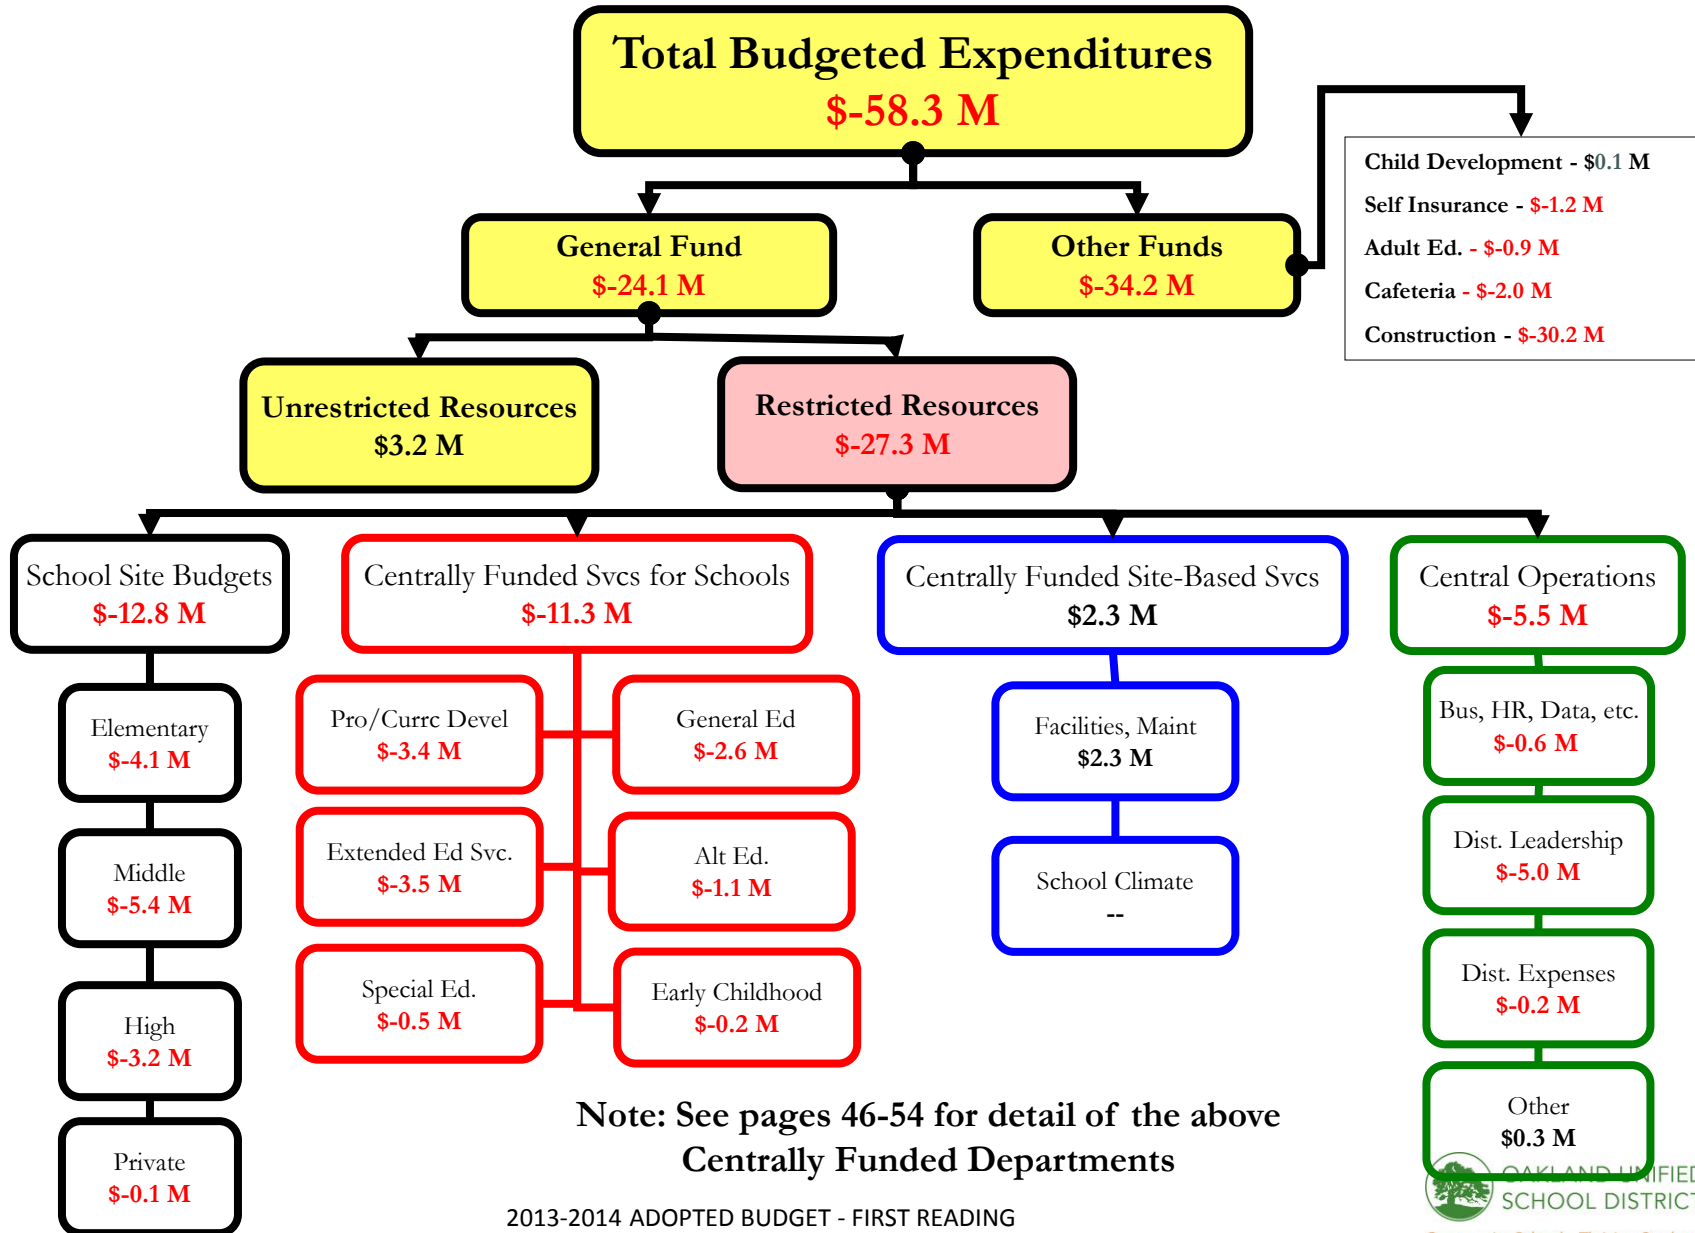 Total Budgeted Expenditures
$-58.3 M
Child Development - $0.1 M
Self Insurance - $-1.2 M
Adult Ed. - $-0.9 M
Cafeteria - $-2.0 M
Construction - $-30.2 M
General Fund
$-24.1 M
Other Funds
$-34.2 M
Unrestricted Resources
$3.2 M
Restricted Resources
$-27.3 M
School Site Budgets
$-12.8 M
Centrally Funded Svcs for Schools
$-11.3 M
Centrally Funded Site-Based Svcs
$2.3 M
Central Operations
$-5.5 M
Elementary
$-4.1 M
Middle
$-5.4 M
High
$-3.2 M
Private
$-0.1 M
Pro/Currc Devel
$-3.4 M
General Ed
$-2.6 M
Extended Ed Svc.
$-3.5 M
Alt Ed.
$-1.1 M
Special Ed.
$-0.5 M
Early Childhood
$-0.2 M
Facilities, Maint
$2.3 M
School Climate
--
Bus, HR, Data, etc.
$-0.6 M
Dist. Leadership
$-5.0 M
Dist. Expenses
$-0.2 M
Other
$0.3 M
Note: See pages 46-54 for detail of the above
Centrally Funded Departments
2013-2014 ADOPTED BUDGET - FIRST READING
OAKLAND UNIFIED
SCHOOL DISTRICT